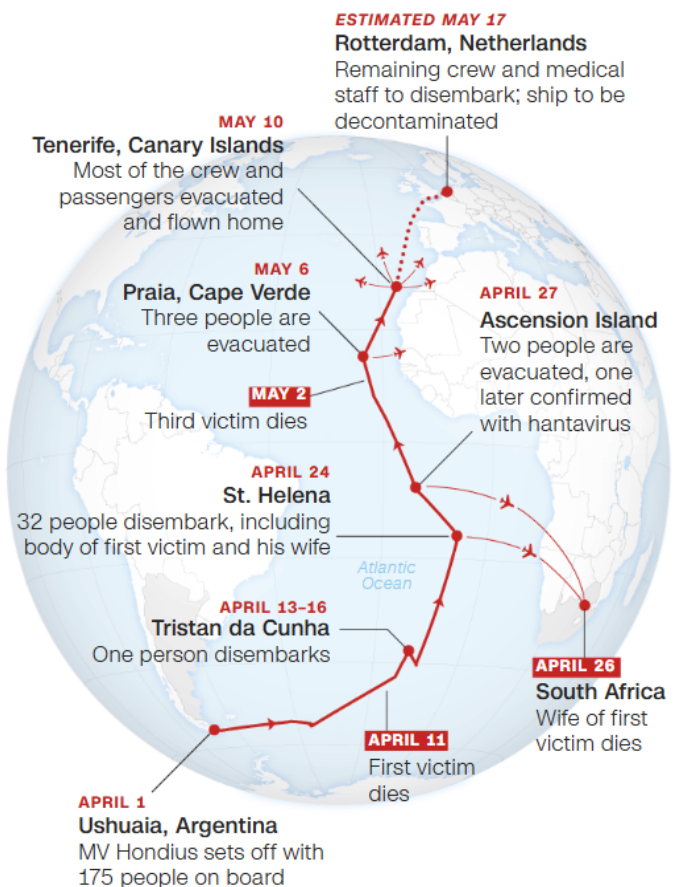 ESTIMATED MAY 17
Rotterdam, Netherlands
Remaining crew and medical
staff to disembark; ship to be
decontaminated
MAY 10
Tenerife, Canary Islands
Most of the crew and
passengers evacuated
and flown home
MAY 6
Praia, Cape Verde
Three people are
evacuated
APRIL 27
Ascension Island
Two people are
evacuated, one
later confirmed
with hantavirus
MAY 2
Third victim dies
APRIL 24
St. Helena
32 people disembark, including
body of first victim and his wife
Atlantic
Ocean
APRIL 13–16
Tristan da Cunha
One person disembarks
APRIL 26
South Africa
Wife of first
victim dies
APRIL 11
First victim
dies
APRIL 1
Ushuaia, Argentina
MV Hondius sets off with
175 people on board